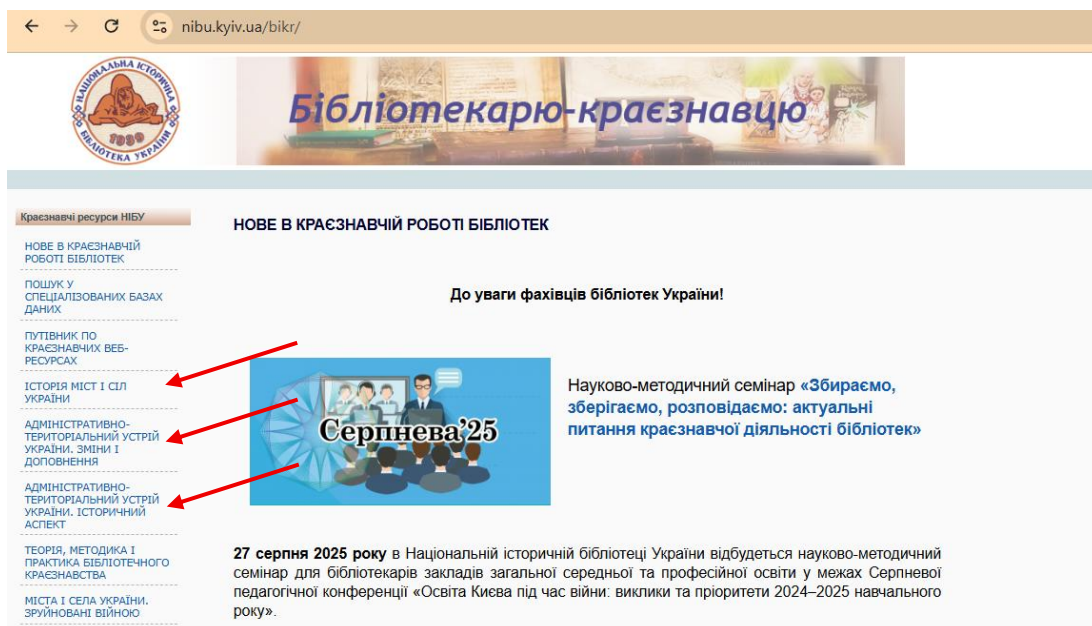 nibu.kyiv.ua/bikr/
НАЦІОНАЛЬНА ІСТОРИЧНА
БІБЛІОТЕКА УКРАЇНИ
1939
Бібліотекарю-краєзнавцю
Краєзнавчі ресурси НІБУ
НОВЕ В КРАЄЗНАВЧІЙ
РОБОТІ БІБЛІОТЕК
ПОШУК У
СПЕЦІАЛІЗОВАНИХ БАЗАХ
ДАНИХ
ПУТІВНИК ПО
КРАЄЗНАВЧИХ ВЕБ-
РЕСУРСАХ
ІСТОРІЯ МІСТ І СІЛ
УКРАЇНИ
АДМІНІСТРАТИВНО-
ТЕРИТОРІАЛЬНИЙ УСТРІЙ
УКРАЇНИ. ЗМІНИ І
ДОПОВНЕННЯ
АДМІНІСТРАТИВНО-
ТЕРИТОРІАЛЬНИЙ УСТРІЙ
УКРАЇНИ. ІСТОРИЧНИЙ
АСПЕКТ
ТЕОРІЯ, МЕТОДИКА І
ПРАКТИКА БІБЛІОТЕЧНОГО
КРАЄЗНАВСТВА
МІСТА І СЕЛА УКРАЇНИ.
ЗРУЙНОВАНІ ВІЙНОЮ
НОВЕ В КРАЄЗНАВЧІЙ РОБОТІ БІБЛІОТЕК
До уваги фахівців бібліотек України!
Серпнева'25
Науково-методичний семінар «Збираємо,
зберігаємо, розповідаємо: актуальні
питання краєзнавчої діяльності бібліотек»
27 серпня 2025 року в Національній історичній бібліотеці України відбудеться науково-методичний
семінар для бібліотекарів закладів загальної середньої та професійної освіти у межах Серпневої
педагогічної конференції «Освіта Києва під час війни: виклики та пріоритети 2024–2025 навчального
року».